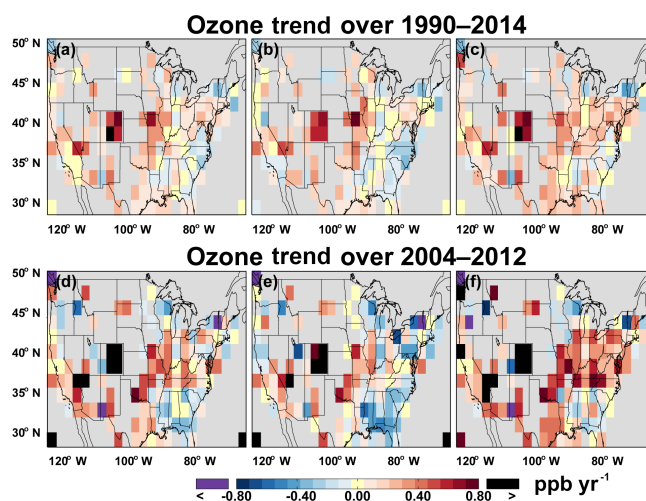 Ozone trend over 1990–2014
50° N (a) (b) (c)
45° N
40° N
35° N
30° N
120° W 100° W 80° W 120° W 100° W 80° W 120° W 100° W 80° W
Ozone trend over 2004–2012
50° N (d) (e) (f)
45° N
40° N
35° N
30° N
120° W 100° W 80° W 120° W 100° W 80° W 120° W 100° W 80° W
< -0.80 -0.40 0.00 0.40 0.80 > ppb yr⁻¹